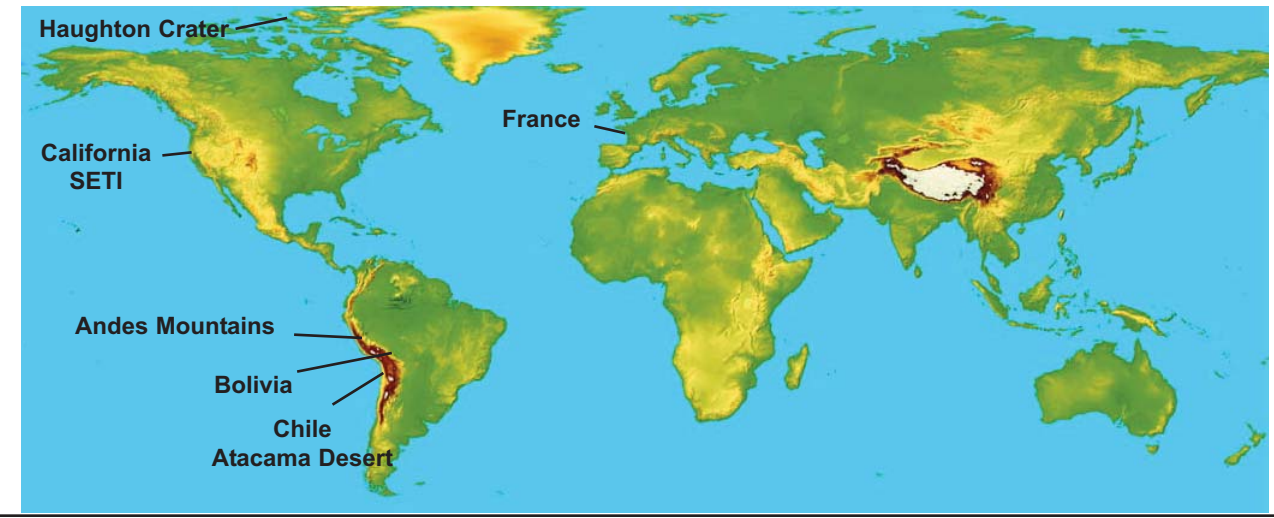 Haughton Crater
France
California
SETI
Andes Mountains
Bolivia
Chile
Atacama Desert